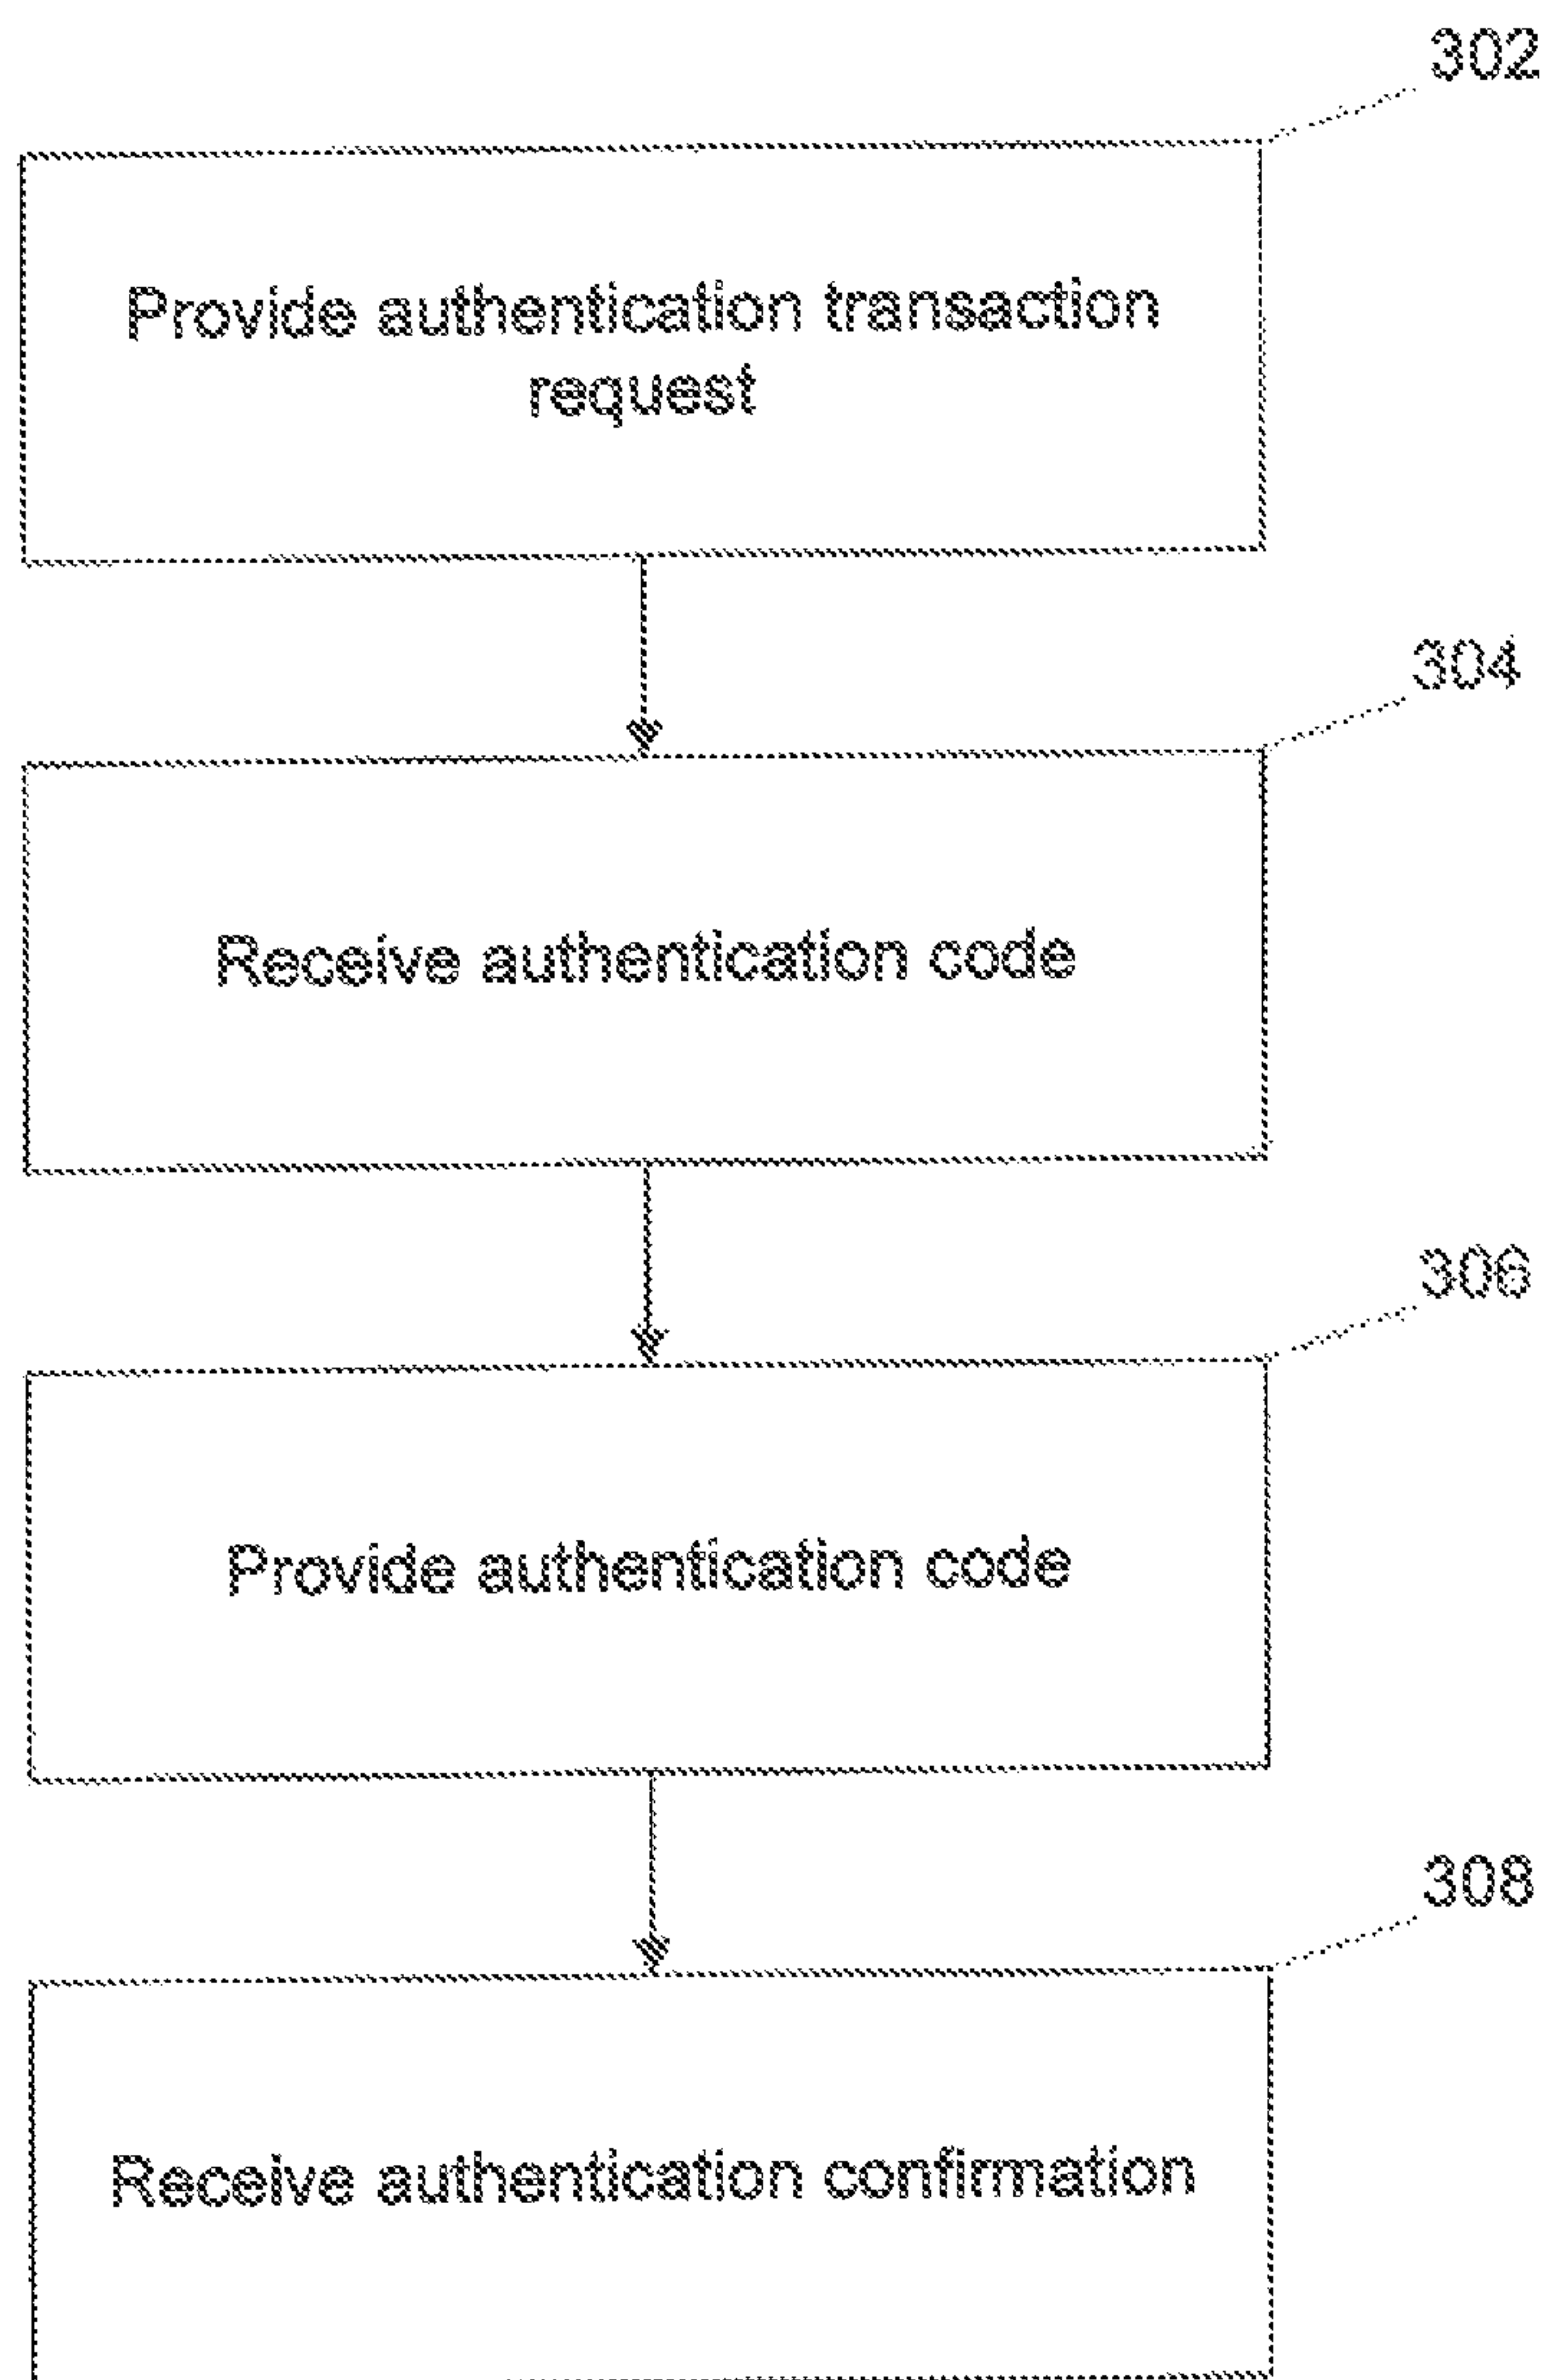 302
Provide authentication transaction
request
304
Receive authentication code
306
Provide authentication code
308
Receive authentication confirmation